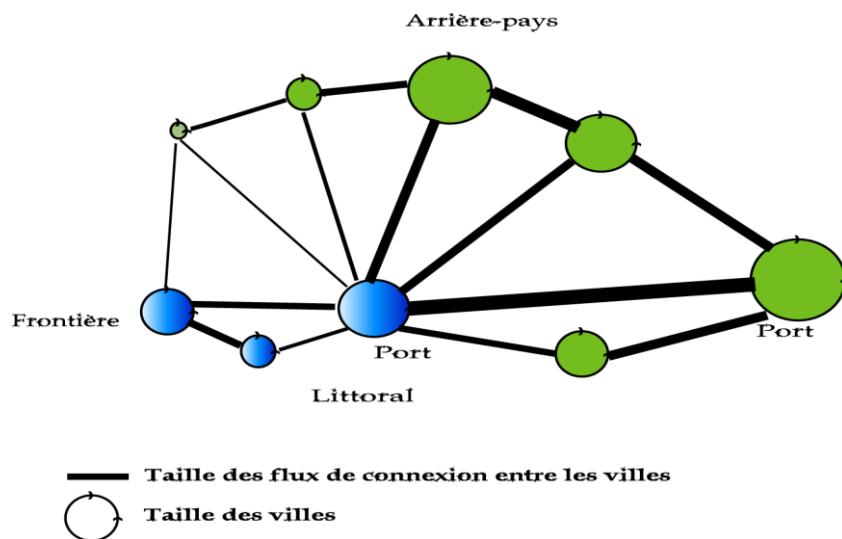 Arrière-pays
Frontière
Port
Port
Littoral
Taille des flux de connexion entre les villes
Taille des villes